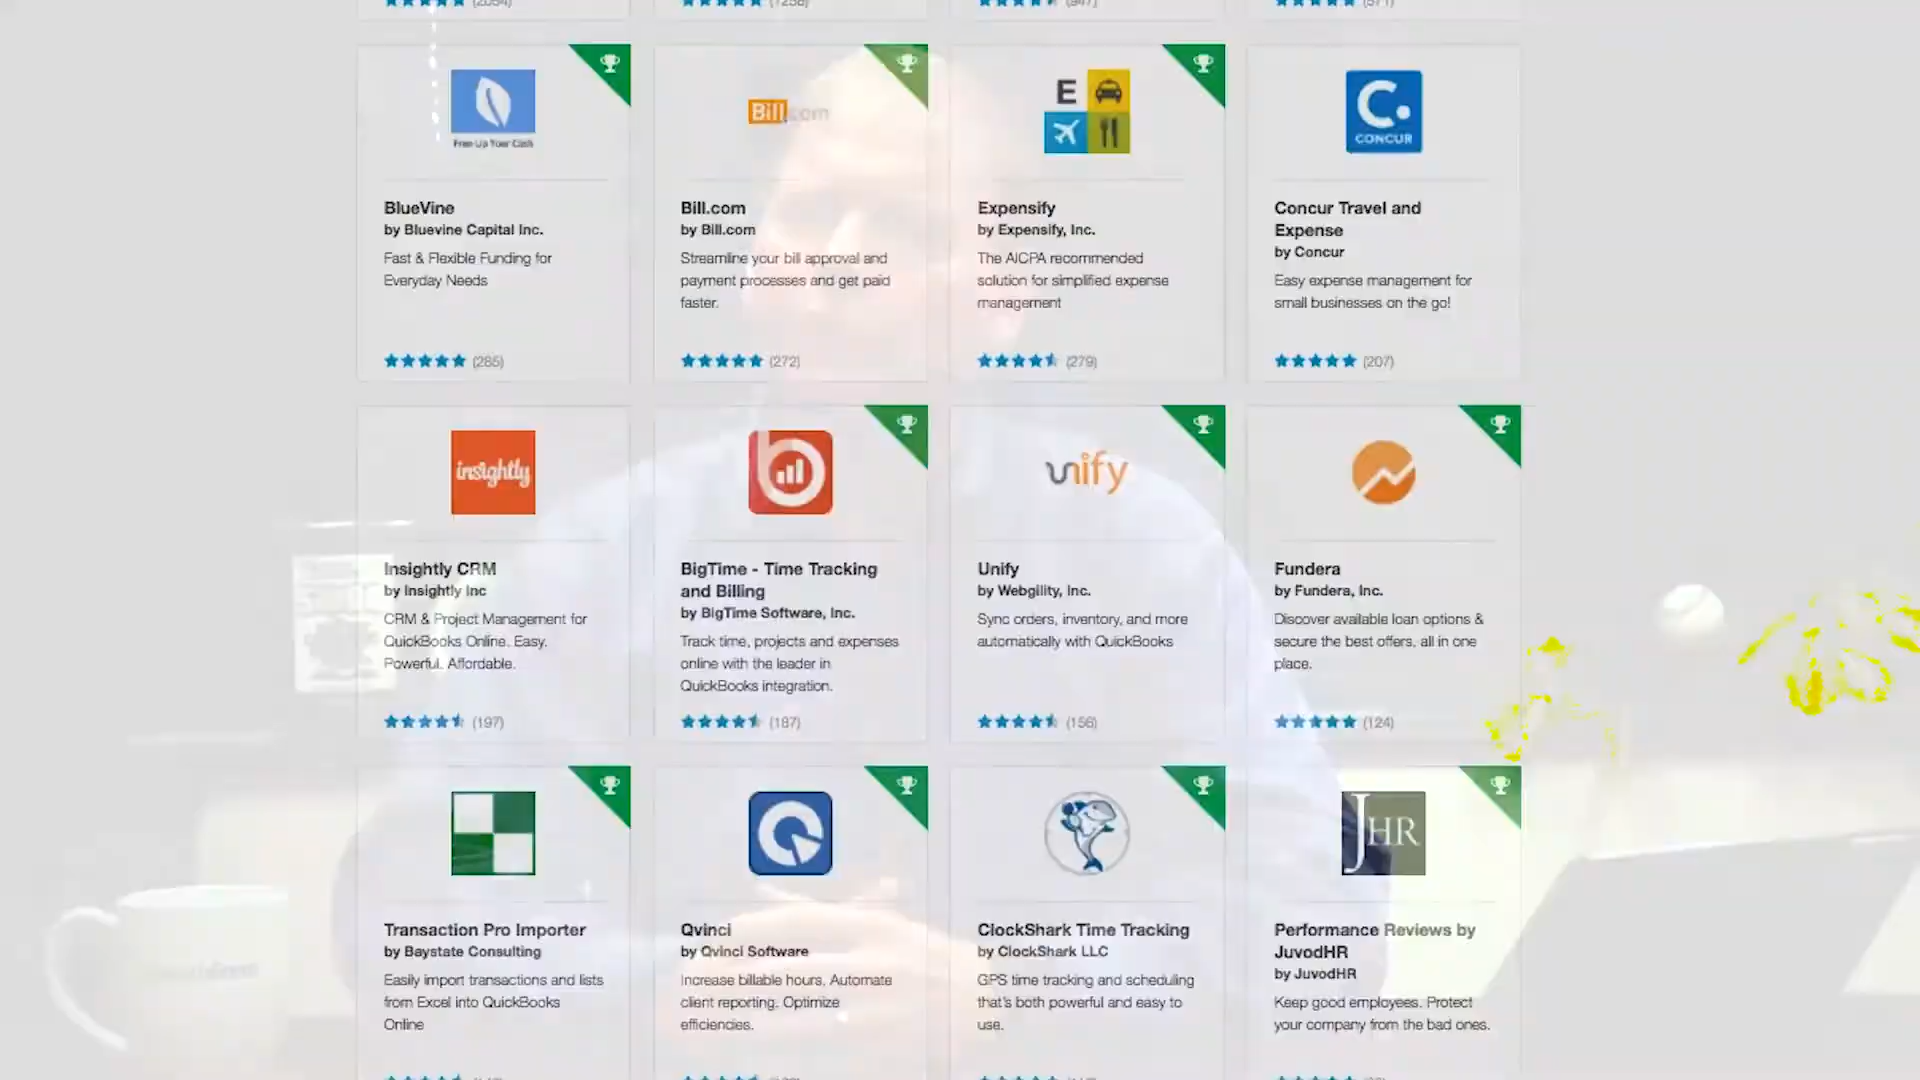 (2054)
(1258)
(947)
(571)
Free Up Your Cash
BlueVine
by Bluevine Capital Inc.
Fast & Flexible Funding for
Everyday Needs
(285)
Bill.com
Bill.com
by Bill.com
Streamline your bill approval and
payment processes and get paid
faster.
(272)
E
Expensify
by Expensify, Inc.
The AICPA recommended
solution for simplified expense
management
(279)
C.
CONCUR
Concur Travel and
Expense
by Concur
Easy expense management for
small businesses on the go!
(207)
insightly
Insightly CRM
by Insightly Inc
CRM & Project Management for
QuickBooks Online. Easy.
Powerful. Affordable.
(197)
b
BigTime - Time Tracking
and Billing
by BigTime Software, Inc.
Track time, projects and expenses
online with the leader in
QuickBooks integration.
(187)
unify
Unify
by Webgility, Inc.
Sync orders, inventory, and more
automatically with QuickBooks
(156)
Fundera
by Fundera, Inc.
Discover available loan options &
secure the best offers, all in one
place.
(124)
Transaction Pro Importer
by Baystate Consulting
Easily import transactions and lists
from Excel into QuickBooks
Online
Qvinci
by Qvinci Software
Increase billable hours. Automate
client reporting. Optimize
efficiencies.
ClockShark Time Tracking
by ClockShark LLC
GPS time tracking and scheduling
that's both powerful and easy to
use.
JHR
Performance Reviews by
JuvodHR
by JuvodHR
Keep good employees. Protect
your company from the bad ones.